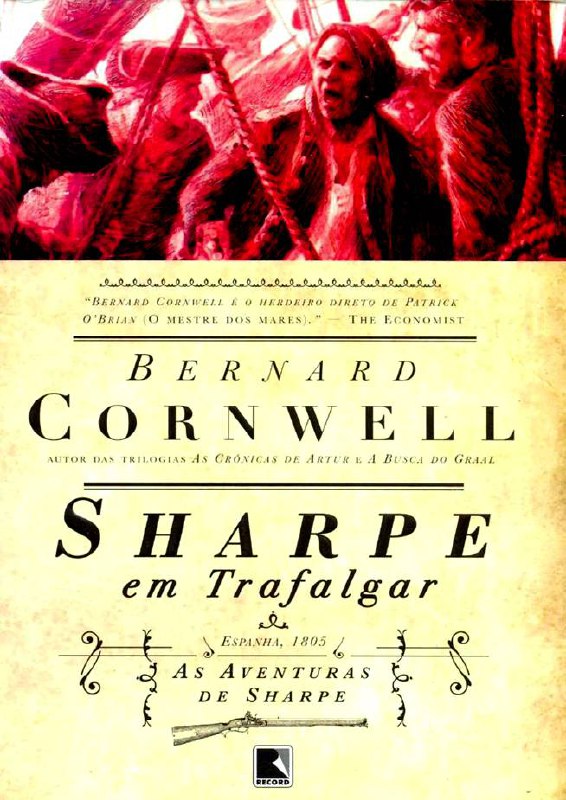 “BERNARD CORNWELL É O HERDEIRO DIRETO DE PATRICK
O’BRIAN (O MESTRE DOS MARES).” — THE ECONOMIST
BERNARD
CORNWELL
AUTOR DAS TRILOGIAS AS CRÔNICAS DE ARTUR E A BUSCA DO GRAAL
SHARPE
em Trafalgar
ESPANHA, 1805
AS AVENTURAS
DE SHARPE
RECORD